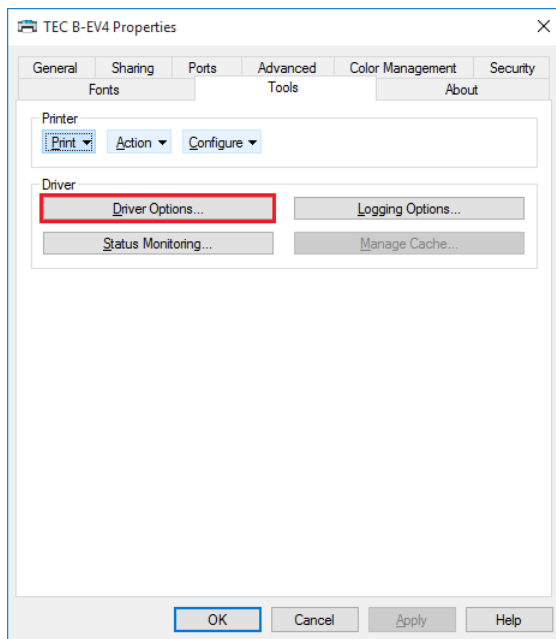 TEC B-EV4 Properties
General Sharing Ports Advanced Color Management Security
Fonts Tools About
Printer
Print Action Configure
Driver
Driver Options... Logging Options...
Status Monitoring... Manage Cache...
OK Cancel Apply Help